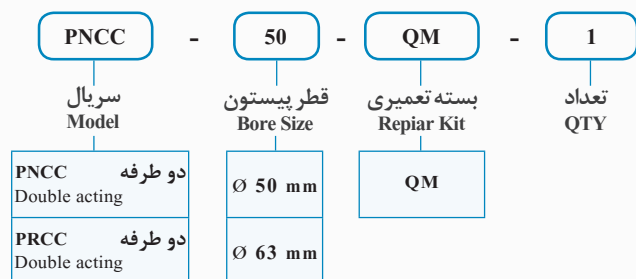 PNCC - 50 - QM - 1
سریال قطر پیستون بسته تعمیری تعداد
Model Bore Size Repiar Kit QTY
PNCC دو طرفه Ø 50 mm QM
Double acting
PRCC دو طرفه Ø 63 mm
Double acting